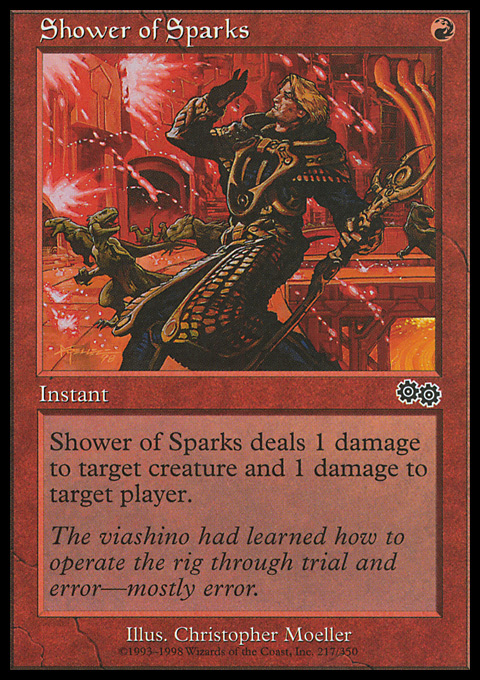 Shower of Sparks
Instant
Shower of Sparks deals 1 damage
to target creature and 1 damage to
target player.
The viashino had learned how to
operate the rig through trial and
error—mostly error.
Illus. Christopher Moeller
©1993–1998 Wizards of the Coast, Inc. 217/350